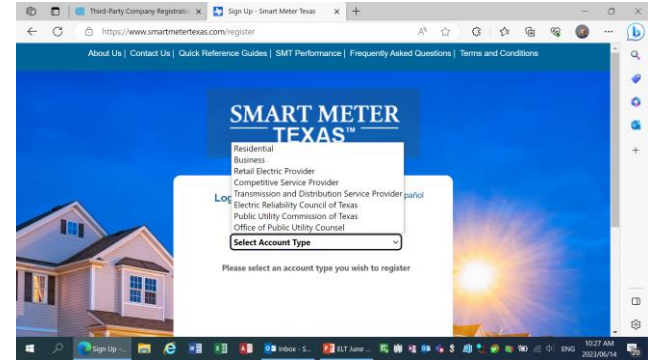 Third-Party Company Registratio
Sign Up - Smart Meter Texas
https://www.smartmetertexas.com/register
About Us | Contact Us | Quick Reference Guides | SMT Performance | Frequently Asked Questions | Terms and Conditions
SMART METER
TEXAS™
Residential
Business
Retail Electric Provider
Competitive Service Provider
Transmission and Distribution Service Provider
Electric Reliability Council of Texas
Public Utility Commission of Texas
Office of Public Utility Counsel
Log
pañol
Select Account Type
Please select an account type you wish to register
Sign Up -...
Inbox - S...
ELT June ...
ENG
10:27 AM
2023/06/14